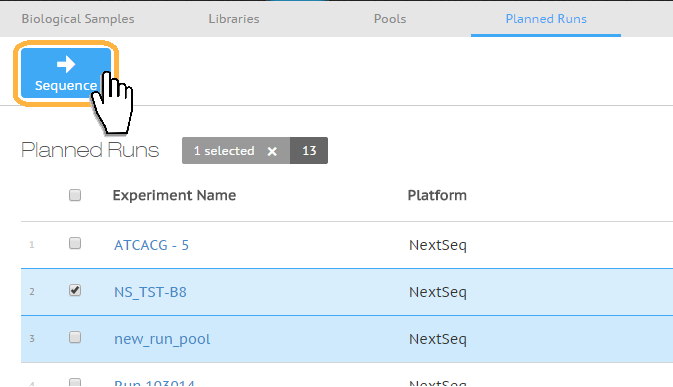 Biological Samples Libraries Pools Planned Runs
Sequence
Planned Runs 1 selected × 13
Experiment Name Platform
1 ATCACG - 5 NextSeq
2 NS_TST-B8 NextSeq
3 new_run_pool NextSeq
4 Run 103014